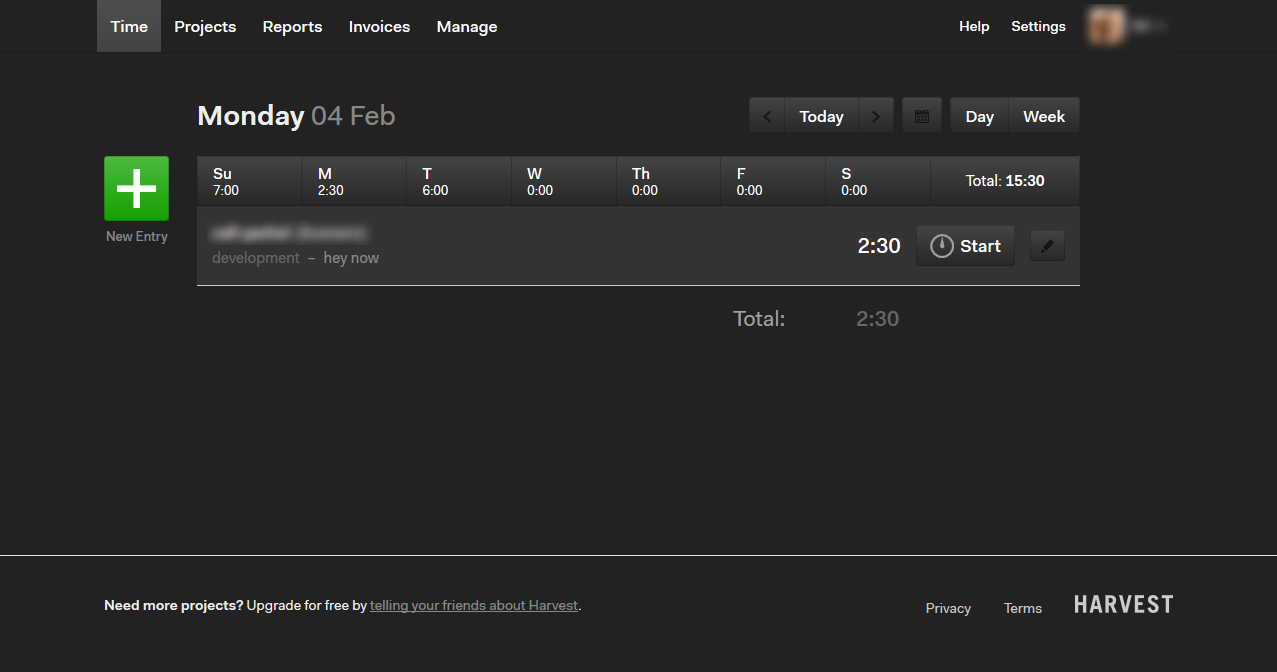 Time Projects Reports Invoices Manage Help Settings
Monday 04 Feb Today Day Week
Su M T W Th F S Total: 15:30
7:00 2:30 6:00 0:00 0:00 0:00 0:00
New Entry
2:30 Start
development – hey now
Total: 2:30
Need more projects? Upgrade for free by telling your friends about Harvest.
Privacy Terms HARVEST